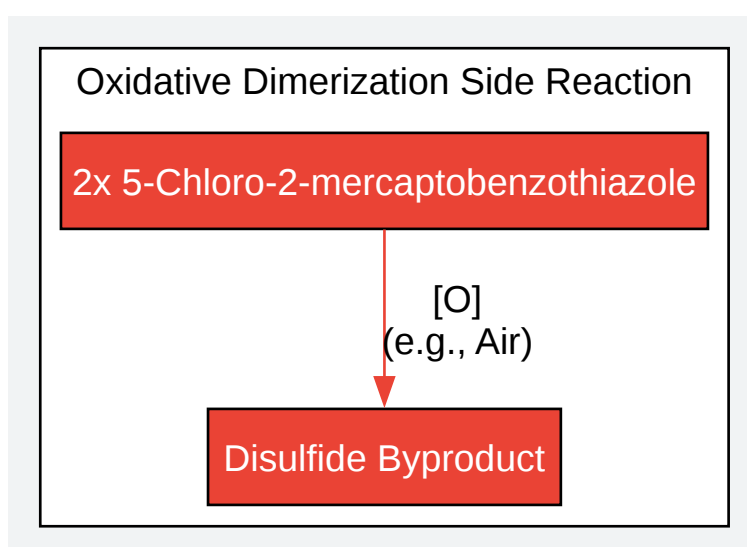 Oxidative Dimerization Side Reaction
2x 5-Chloro-2-mercaptobenzothiazole
[O]
(e.g., Air)
Disulfide Byproduct